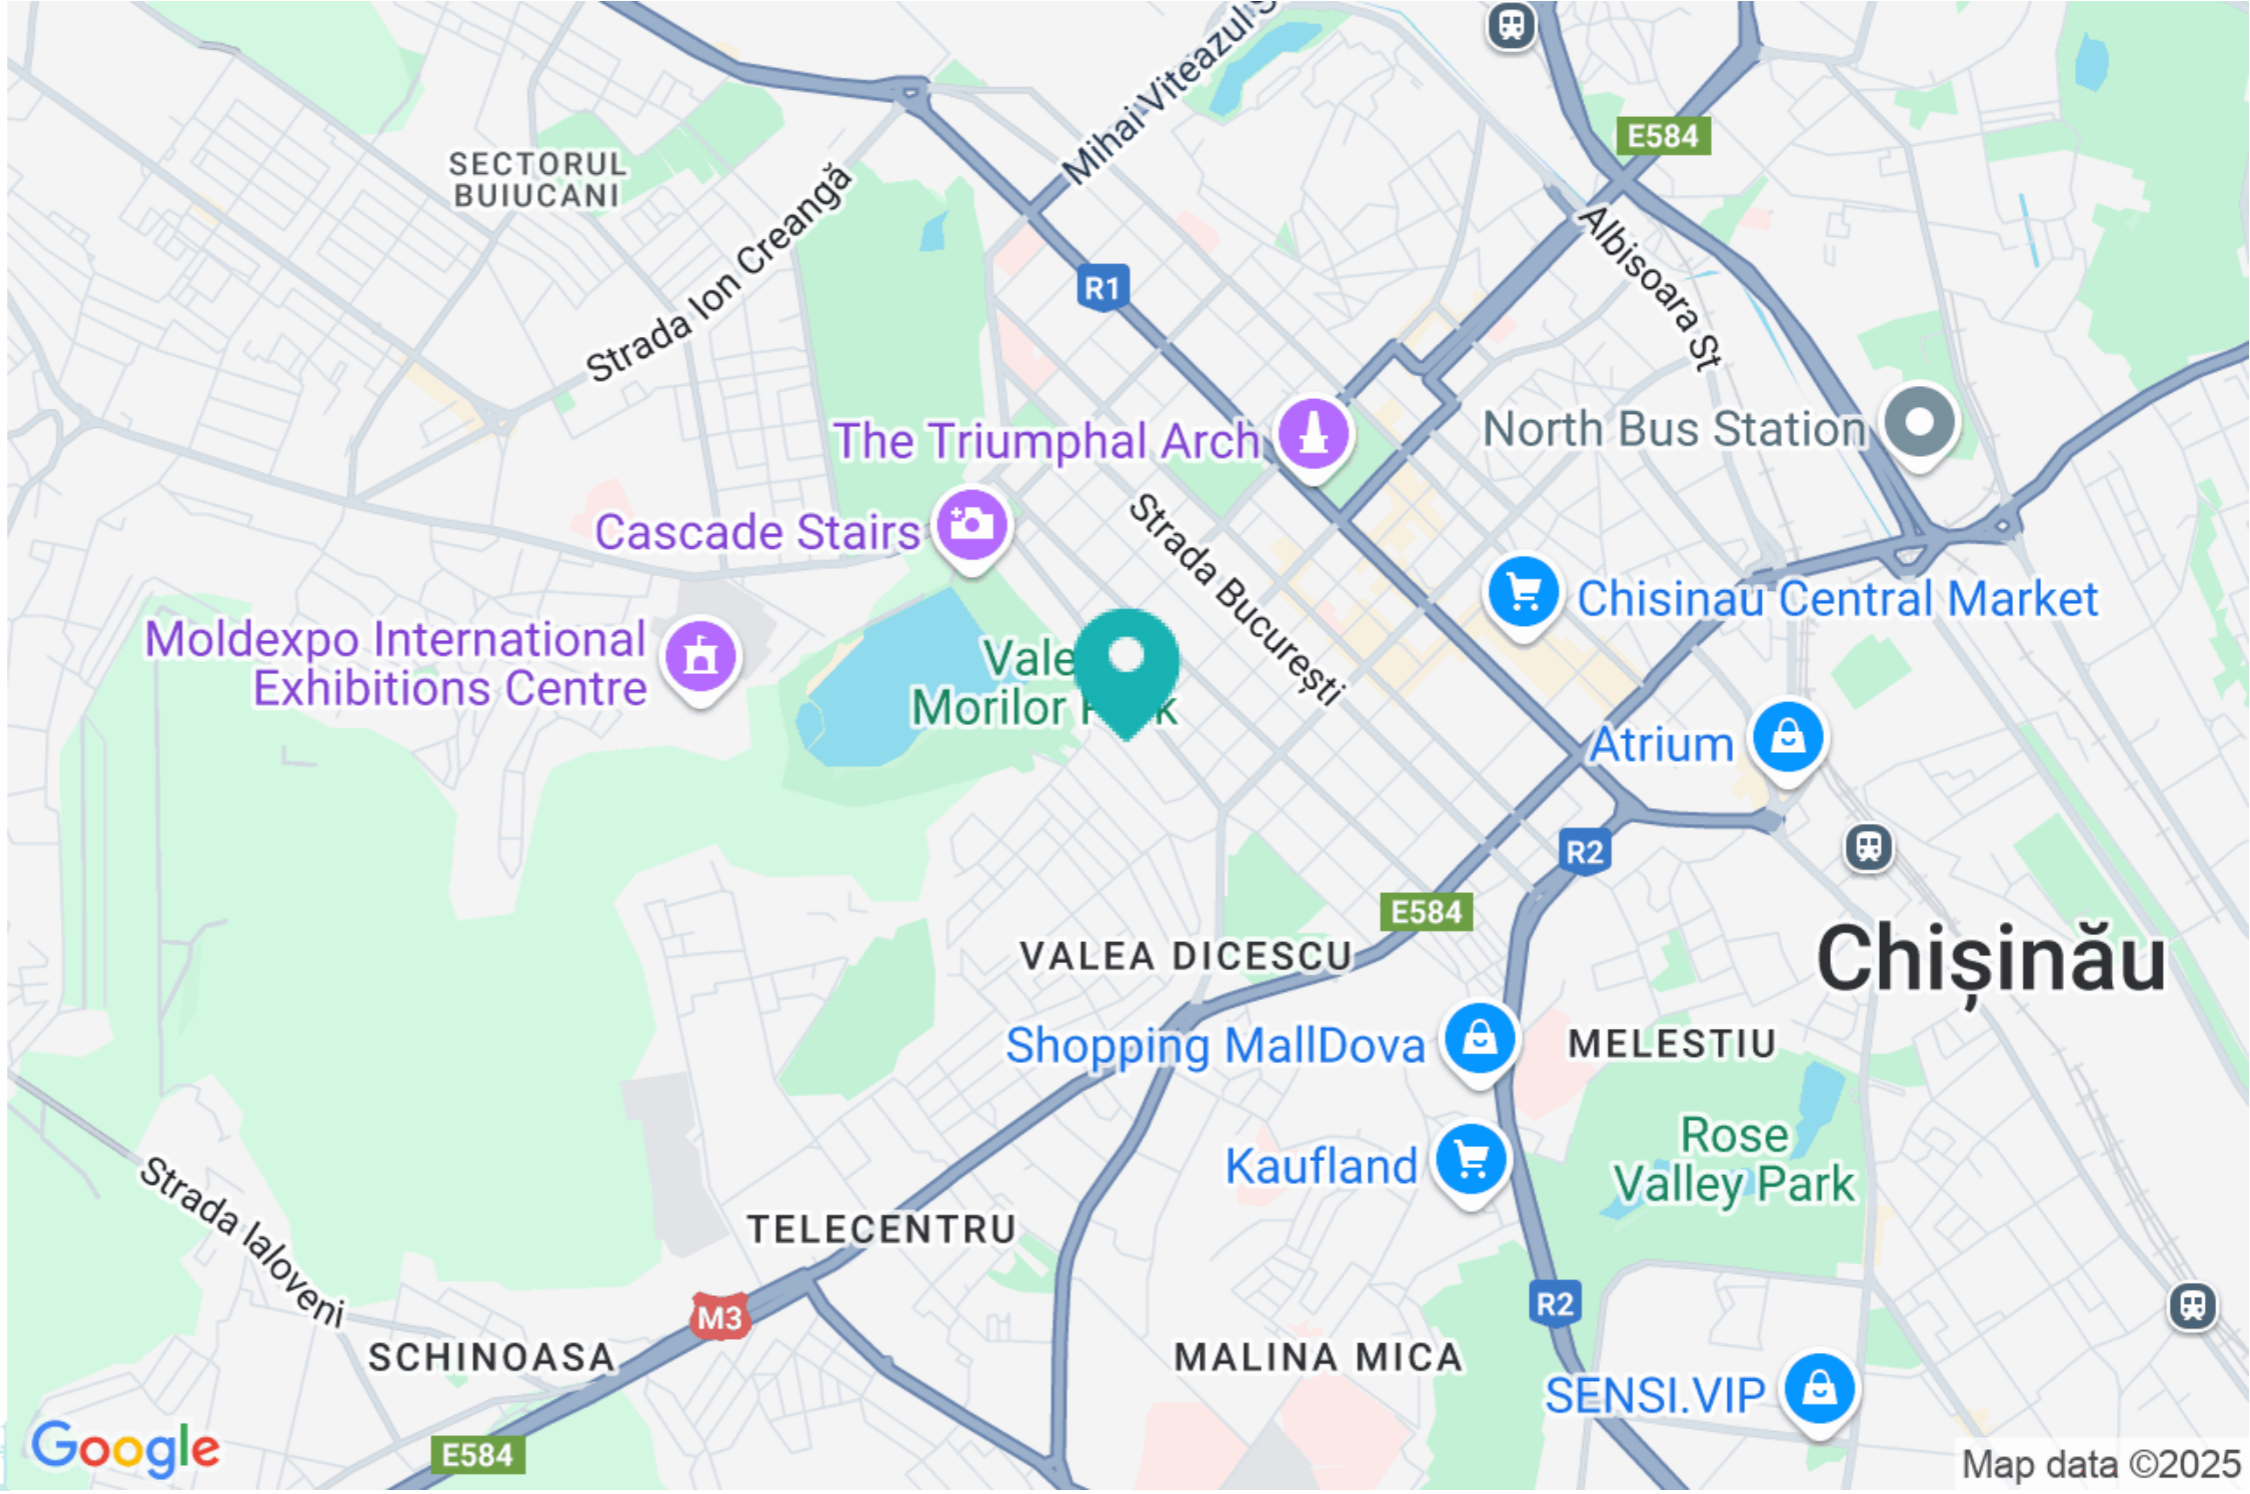 Mihai Viteazul
E584
SECTORUL
BUIUCANI
Strada Ion Creangă
R1
Albisoara St
The Triumphal Arch
North Bus Station
Cascade Stairs
Strada București
Chisinau Central Market
Moldexpo International
Exhibitions Centre
Vale
Morilor
Atrium
R2
E584
VALEA DICESCU
Chișinău
Shopping MallDova
MELESTIU
Kaufland
Rose
Valley Park
Strada Ialoveni
TELECENTRU
M3
R2
SCHINOASA
MALINA MICA
SENSI.VIP
Google
E584
Map data ©2025